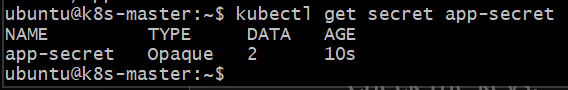 ubuntu@k8s-master:~$ kubectl get secret app-secret
NAME TYPE DATA AGE
app-secret Opaque 2 10s
ubuntu@k8s-master:~$